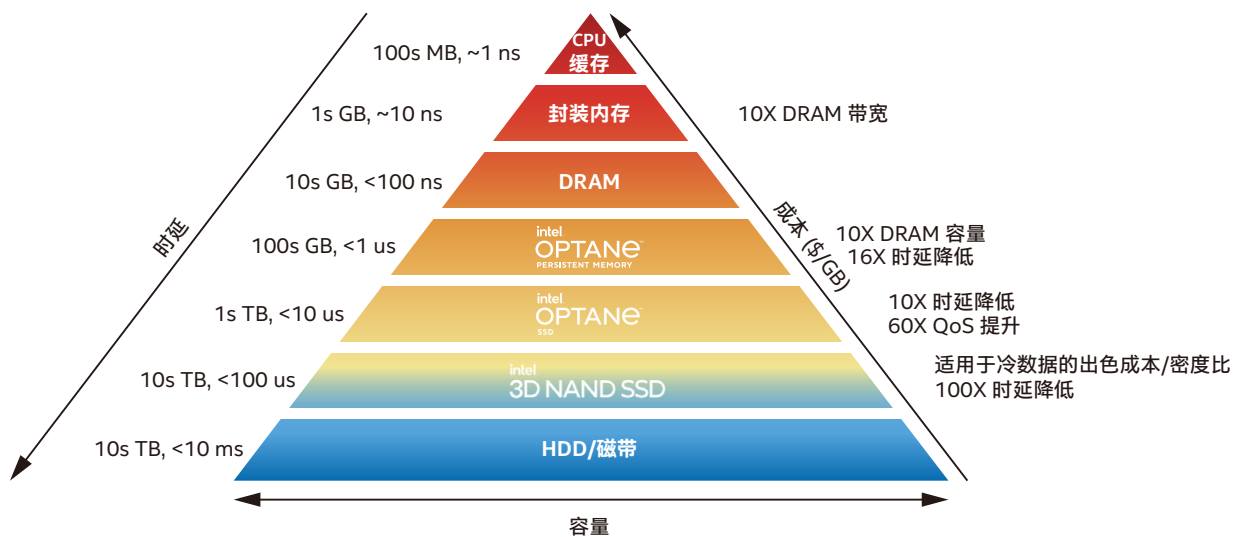 CPU
缓存
100s MB, ~1 ns
封装内存
1s GB, ~10 ns
10X DRAM 带宽
DRAM
10s GB, <100 ns
时延
成本 ($/GB)
intel
OPTANe™
PERSISTENT MEMORY
100s GB, <1 us
10X DRAM 容量
16X 时延降低
intel
OPTANe™
SSD
1s TB, <10 us
10X 时延降低
60X QoS 提升
intel
3D NAND SSD
10s TB, <100 us
适用于冷数据的出色成本/密度比
100X 时延降低
HDD/磁带
10s TB, <10 ms
容量